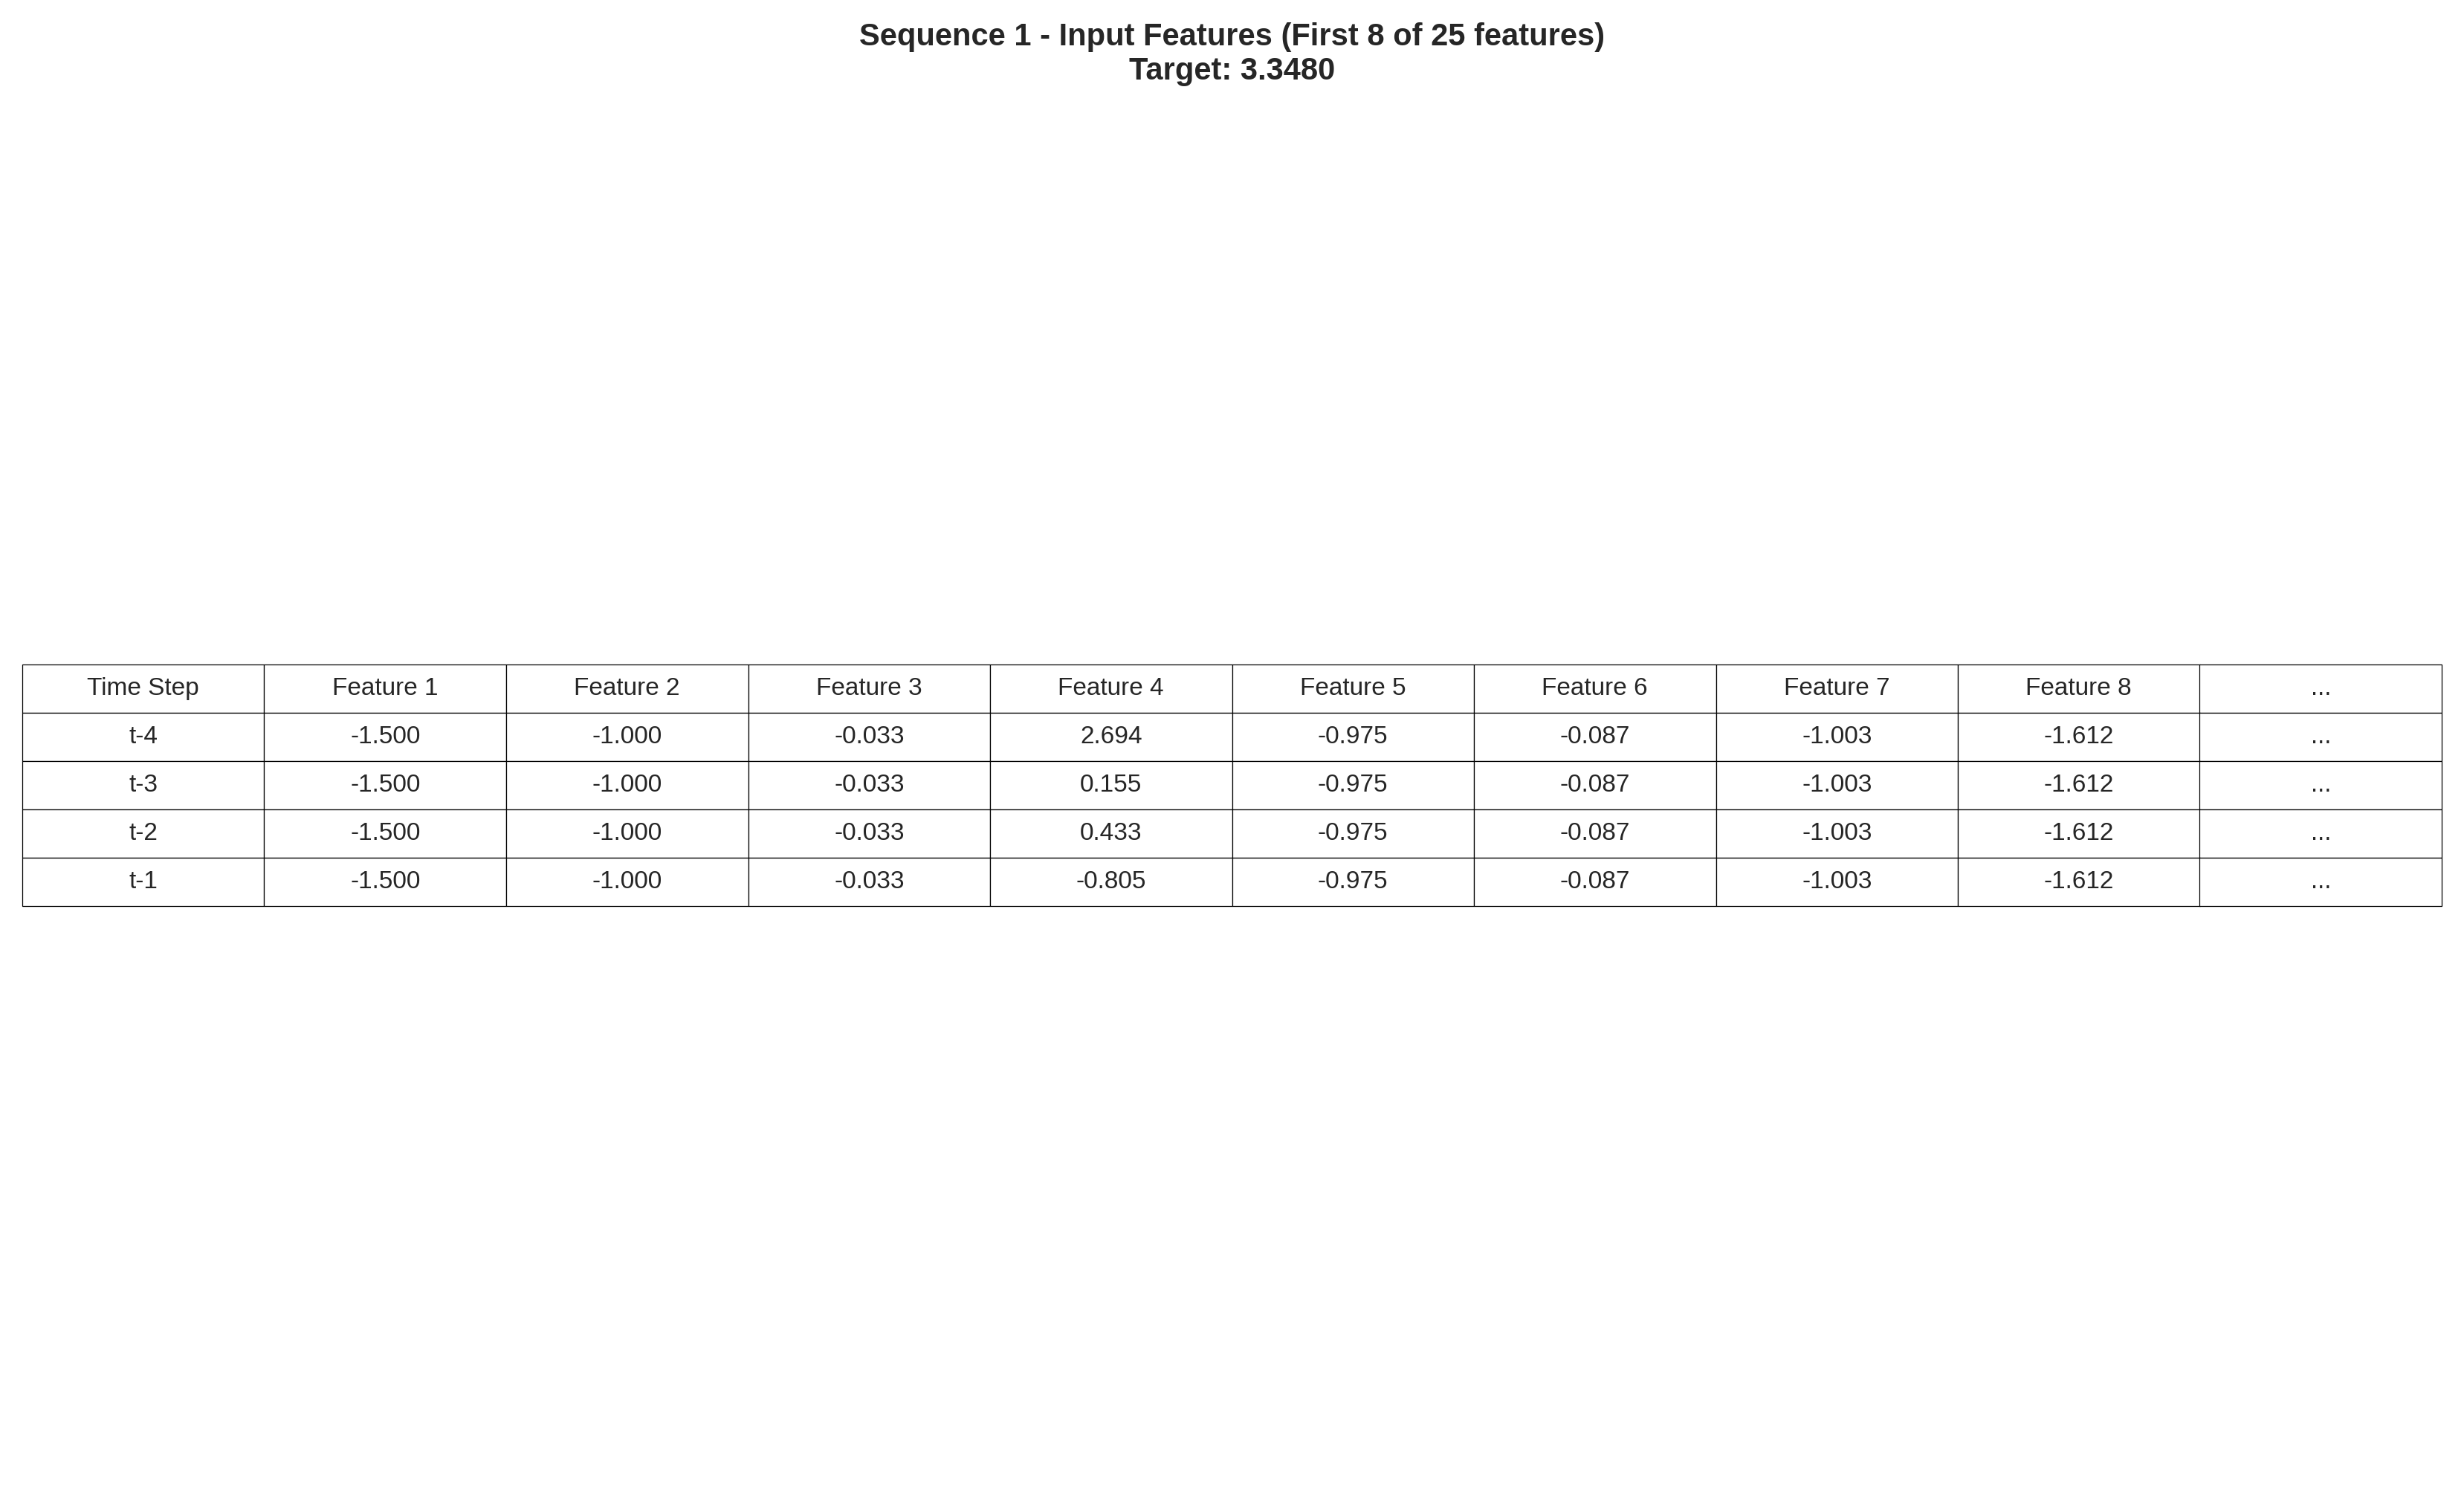 Sequence 1 - Input Features (First 8 of 25 features)
Target: 3.3480
Time Step Feature 1 Feature 2 Feature 3 Feature 4 Feature 5 Feature 6 Feature 7 Feature 8 ...
t-4 -1.500 -1.000 -0.033 2.694 -0.975 -0.087 -1.003 -1.612 ...
t-3 -1.500 -1.000 -0.033 0.155 -0.975 -0.087 -1.003 -1.612 ...
t-2 -1.500 -1.000 -0.033 0.433 -0.975 -0.087 -1.003 -1.612 ...
t-1 -1.500 -1.000 -0.033 -0.805 -0.975 -0.087 -1.003 -1.612 ...